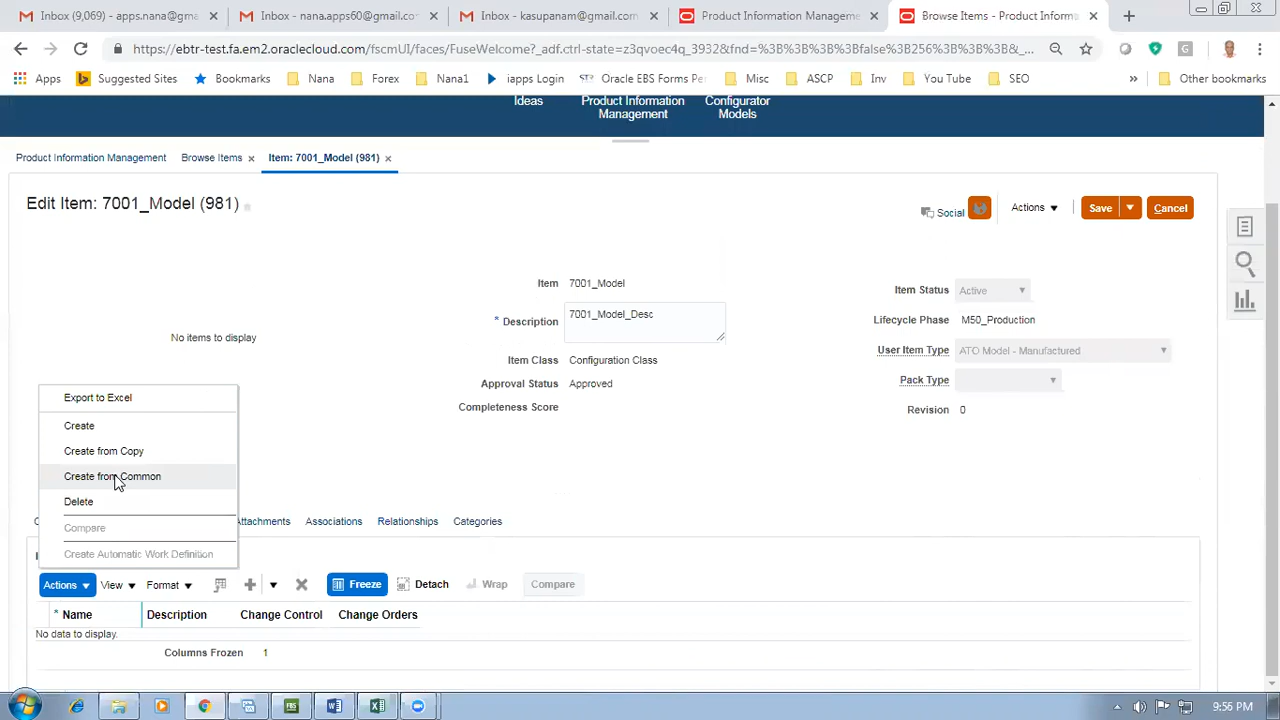 Inbox (9,069) - apps.nana@gma
Inbox - nana.apps60@gmail.com
Inbox - kasupanam@gmail.com
Product Information Manageme
Browse Items - Product Informati
https://ebtr-test.fa.em2.oraclecloud.com/fscmUI/faces/FuseWelcome?_adf.ctrl-state=z3qvoec4q_3932&fnd=%3B%3B%3B%3Bfalse%3B256%3B%3B%3B&_...
G
Apps
Suggested Sites
Bookmarks
Nana
Forex
Nana1
iapps Login
Oracle EBS Forms Pe
Misc
ASCP
Inv
You Tube
SEO
Other bookmarks
Ideas
Product Information Management
Configurator Models
Product Information Management
Browse Items
Item: 7001_Model (981)
Edit Item: 7001_Model (981)
Social
Actions
Save
Cancel
Item 7001_Model
* Description 7001_Model_Desc
Item Class Configuration Class
Approval Status Approved
Completeness Score
Item Status Active
Lifecycle Phase M50_Production
User Item Type ATO Model - Manufactured
Pack Type
Revision 0
No items to display
Export to Excel
Create
Create from Copy
Create from Common
Delete
Compare
Create Automatic Work Definition
Attachments
Associations
Relationships
Categories
Actions
View
Format
Freeze
Detach
Wrap
Compare
* Name
Description
Change Control
Change Orders
No data to display.
Columns Frozen 1
9:56 PM